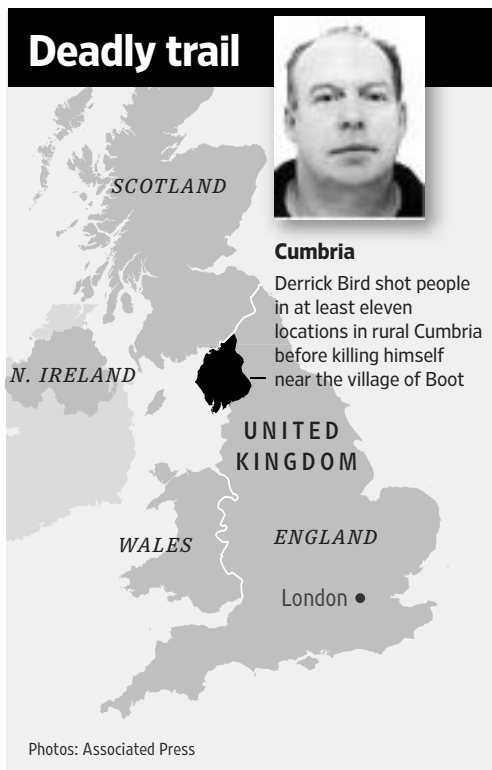 Deadly trail
SCOTLAND
Cumbria
Derrick Bird shot people
in at least eleven
locations in rural Cumbria
before killing himself
near the village of Boot
N. IRELAND
UNITED
KINGDOM
WALES
ENGLAND
London
Photos: Associated Press